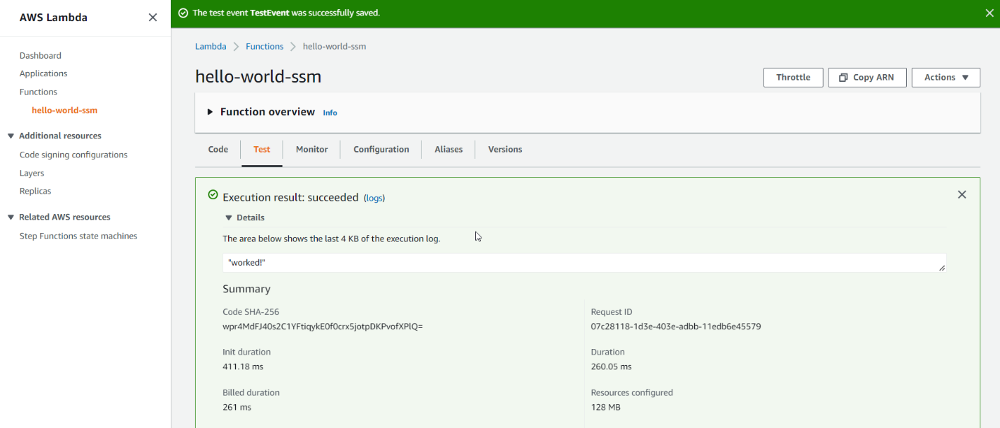 AWS Lambda
Dashboard
Applications
Functions
hello-world-ssm
Additional resources
Code signing configurations
Layers
Replicas
Related AWS resources
Step Functions state machines
The test event TestEvent was successfully saved.
Lambda Functions hello-world-ssm
hello-world-ssm
Throttle Copy ARN Actions
Function overview Info
Code Test Monitor Configuration Aliases Versions
Execution result: succeeded (logs)
Details
The area below shows the last 4 KB of the execution log.
"worked!"
Summary
Code SHA-256
wpr4MdFJ40s2C1YFtiqykE0f0crx5jotpDKPvofXPlQ=
Request ID
07c28118-1d3e-403e-adbb-11edb6e45579
Init duration
411.18 ms
Duration
260.05 ms
Billed duration
261 ms
Resources configured
128 MB